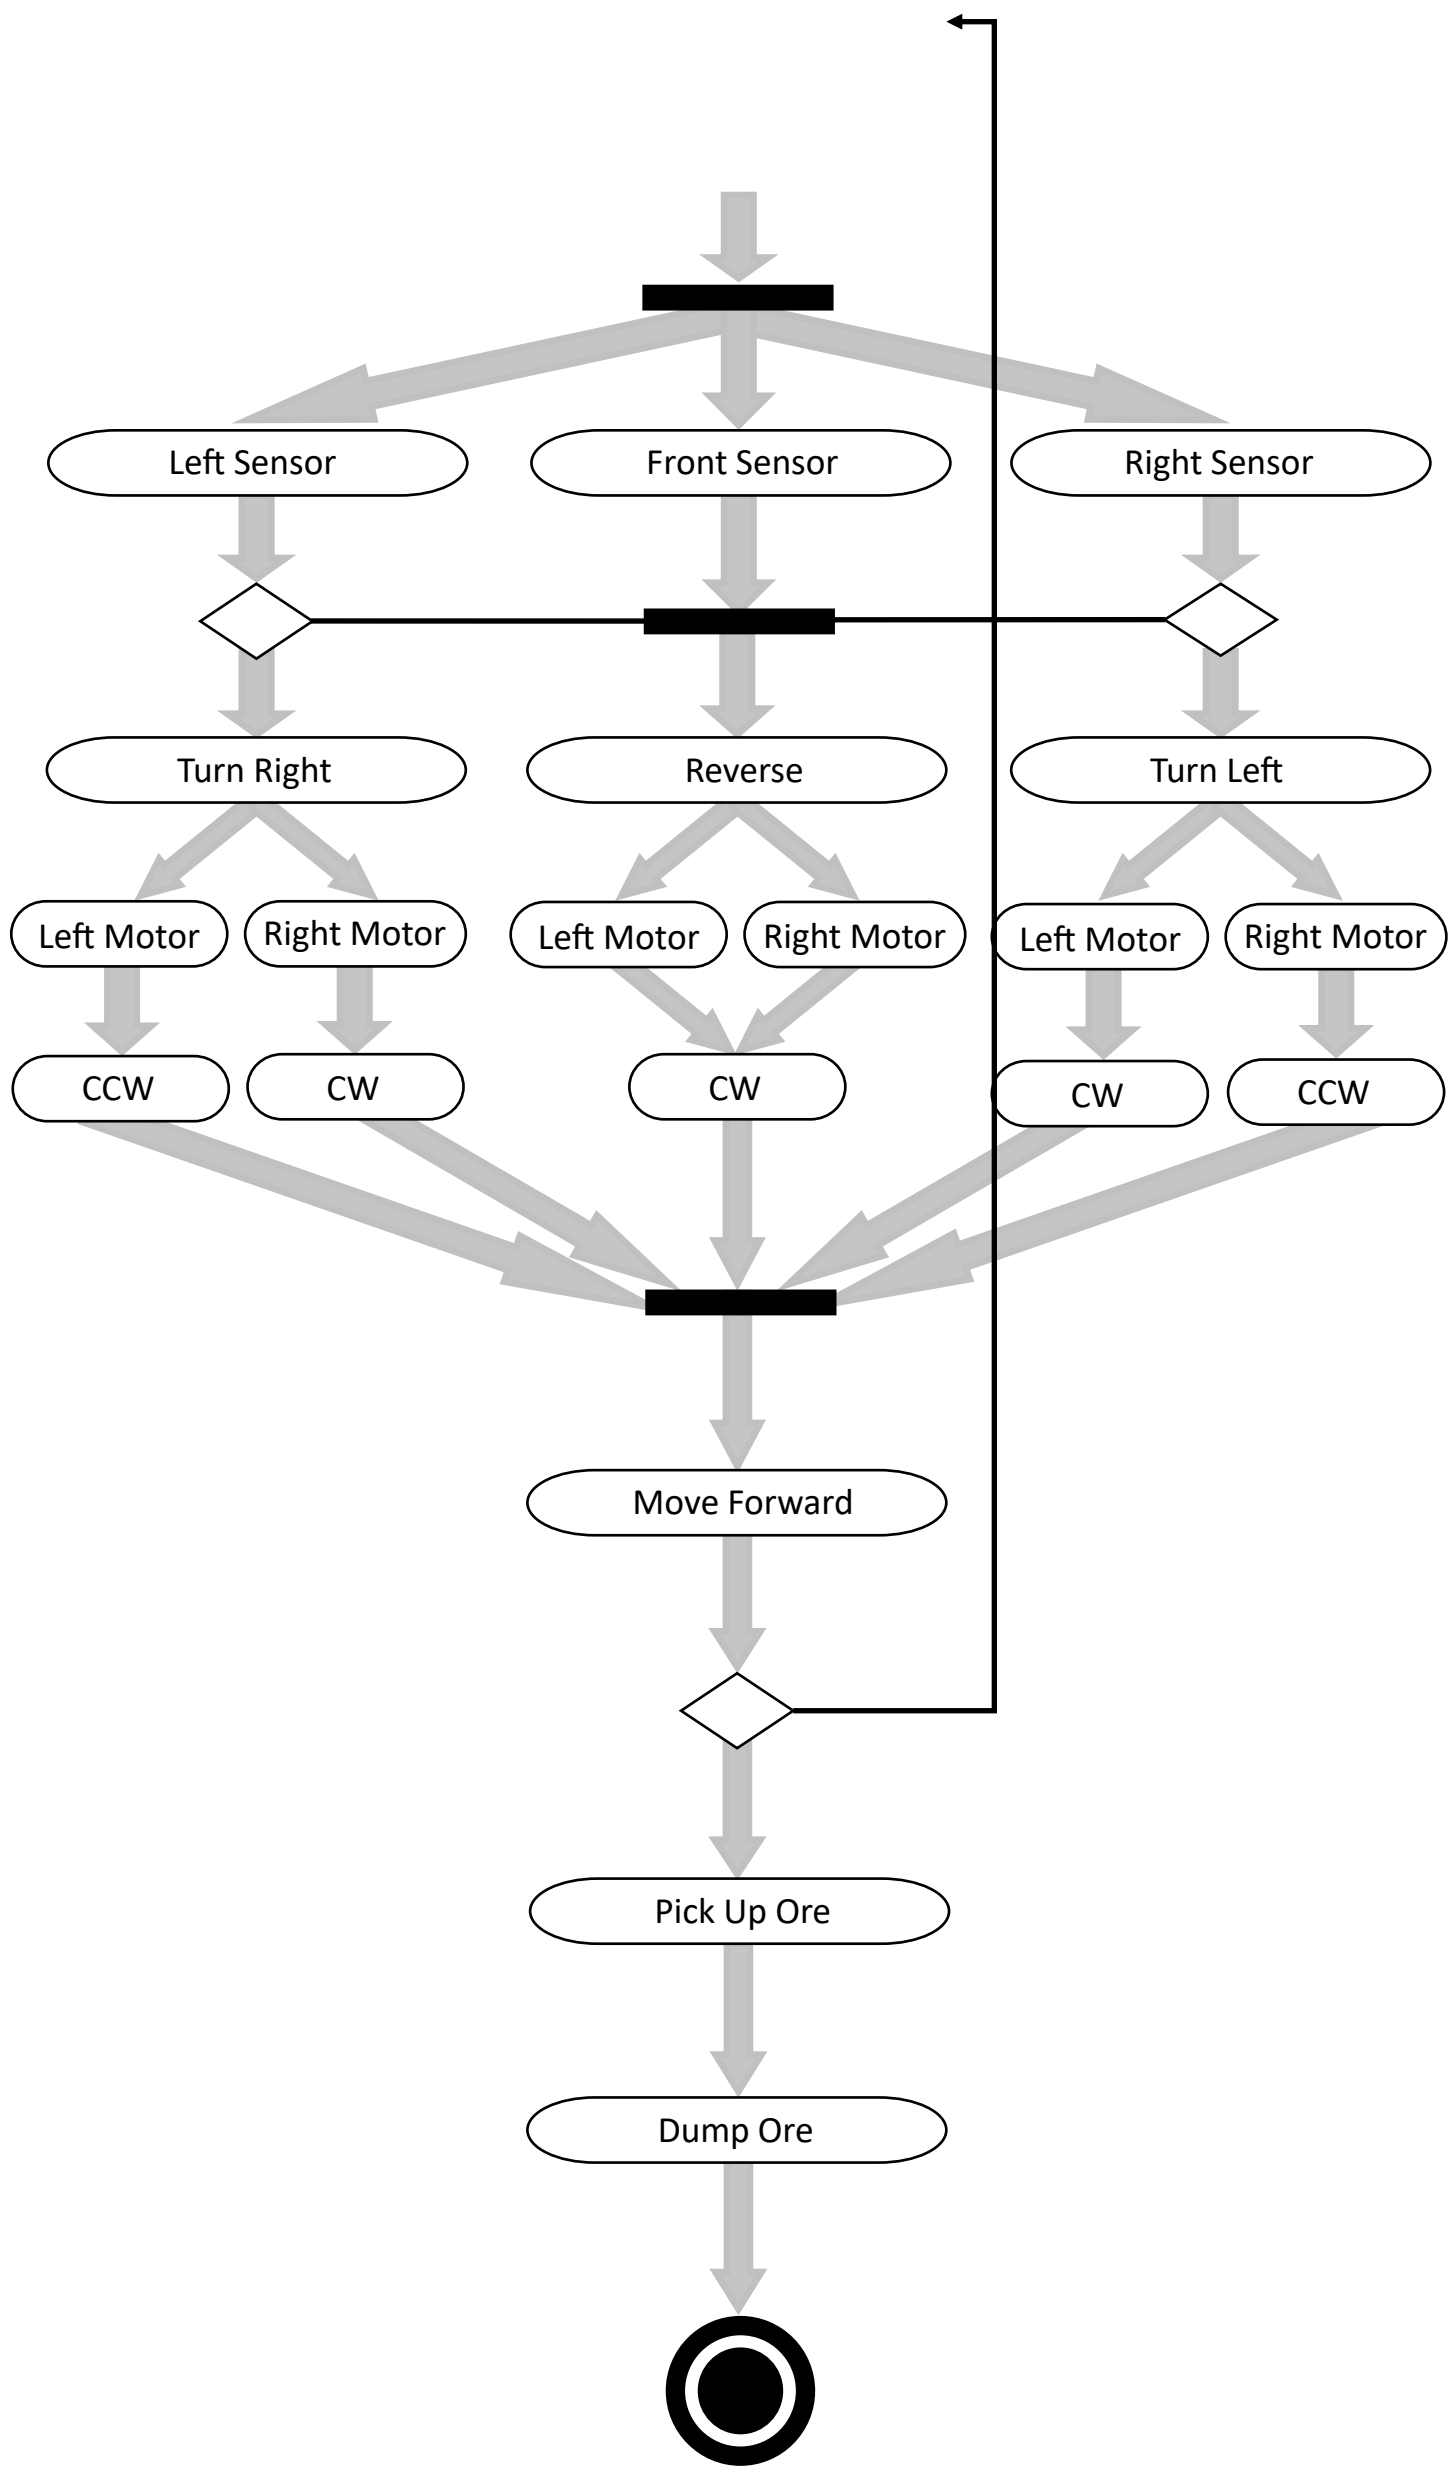 Left Sensor
Front Sensor
Right Sensor
Turn Right
Reverse
Turn Left
Left Motor
Right Motor
Left Motor
Right Motor
Left Motor
Right Motor
CCW
CW
CW
CW
CCW
Move Forward
Pick Up Ore
Dump Ore